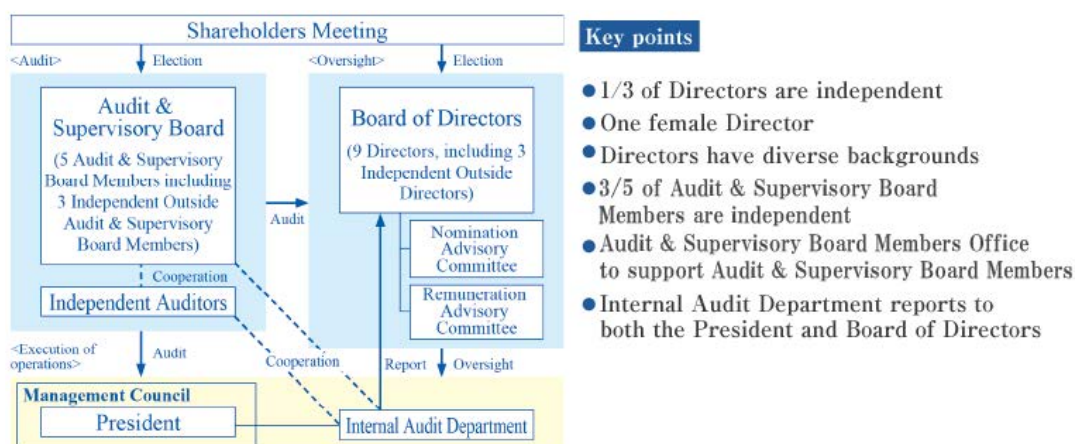 Shareholders Meeting
<Audit>
Election
<Oversight>
Election
Audit &
Supervisory Board
(5 Audit & Supervisory
Board Members including
3 Independent Outside
Audit & Supervisory
Board Members)
Cooperation
Independent Auditors
Audit
Board of Directors
(9 Directors, including 3
Independent Outside
Directors)
Nomination
Advisory
Committee
Remuneration
Advisory
Committee
<Execution of
operations>
Audit
Cooperation
Report
Oversight
Management Council
President
Internal Audit Department
Key points
●1/3 of Directors are independent
●One female Director
●Directors have diverse backgrounds
●3/5 of Audit & Supervisory Board
Members are independent
●Audit & Supervisory Board Members Office
to support Audit & Supervisory Board Members
●Internal Audit Department reports to
both the President and Board of Directors